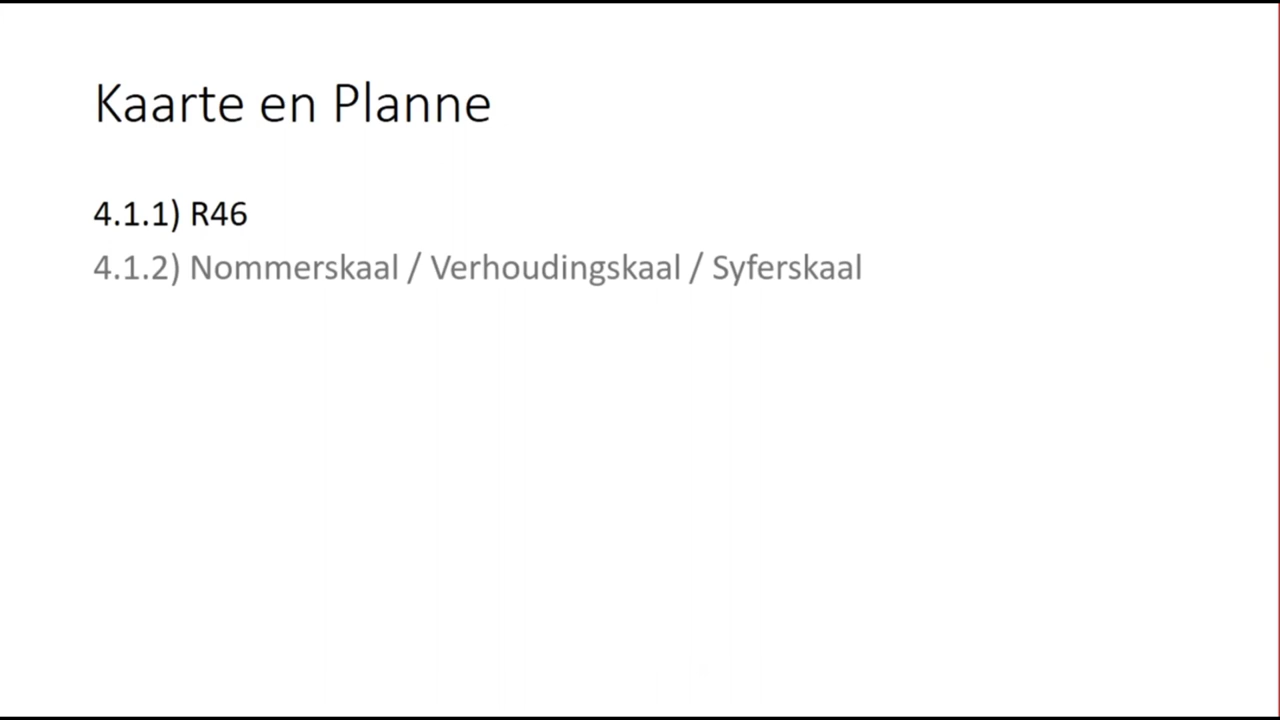 Kaarte en Planne
4.1.1) R46
4.1.2) Nommerskaal / Verhoudingskaal / Syferskaal